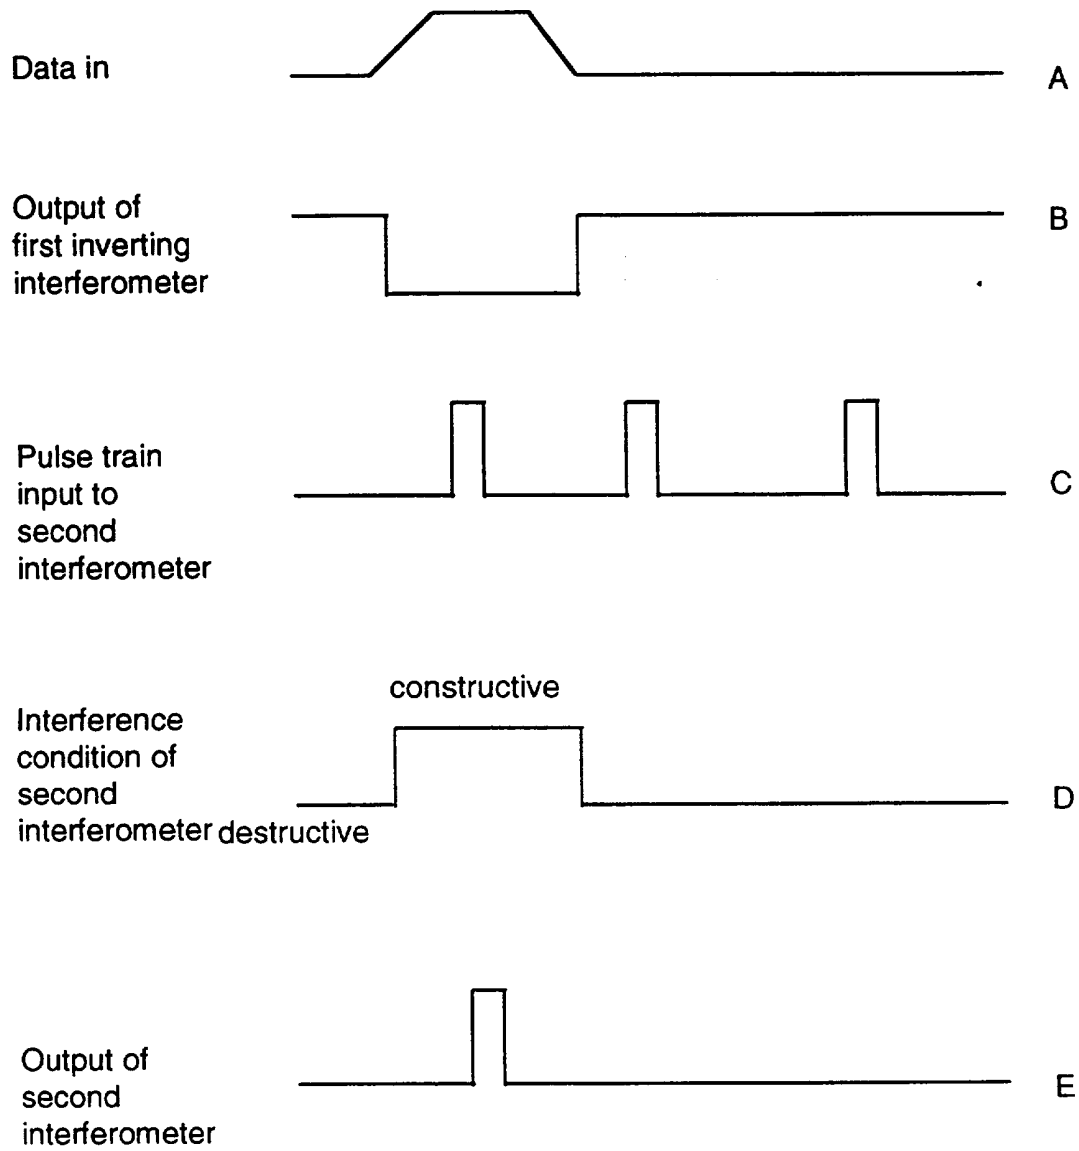 Data in
A
Output of
first inverting
interferometer
B
Pulse train
input to
second
interferometer
C
constructive
Interference
condition of
second
interferometer destructive
D
Output of
second
interferometer
E